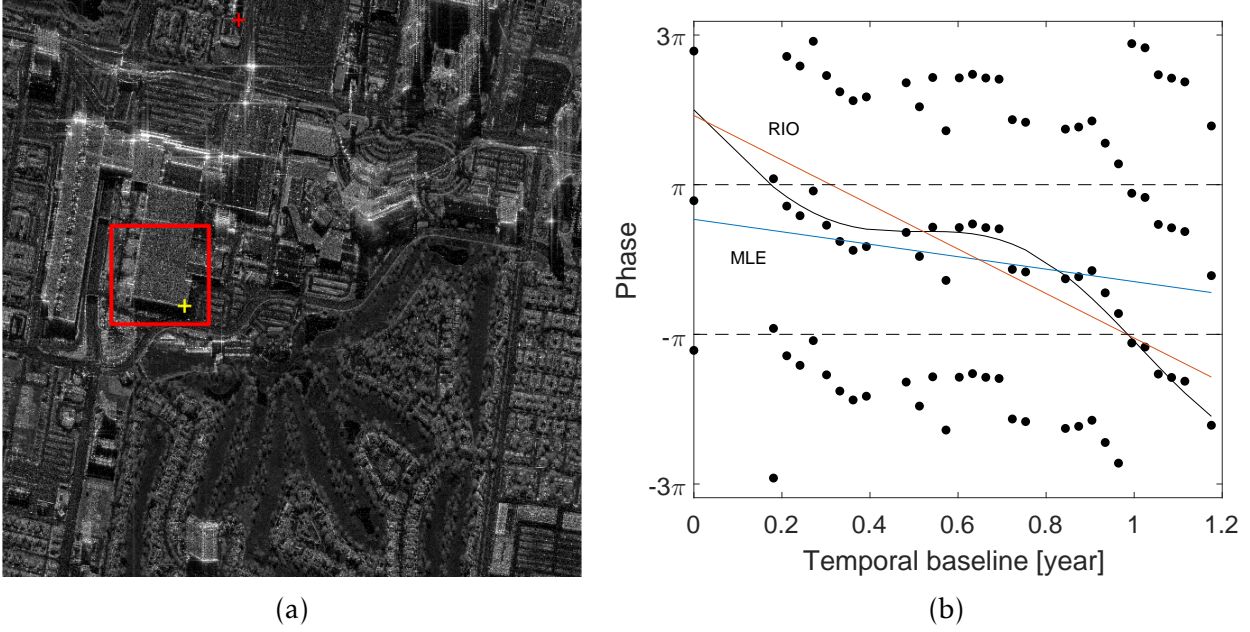 3π
π
-π
-3π
Phase
RIO
MLE
0
0.2
0.4
0.6
0.8
1
1.2
Temporal baseline [year]
(a)
(b)